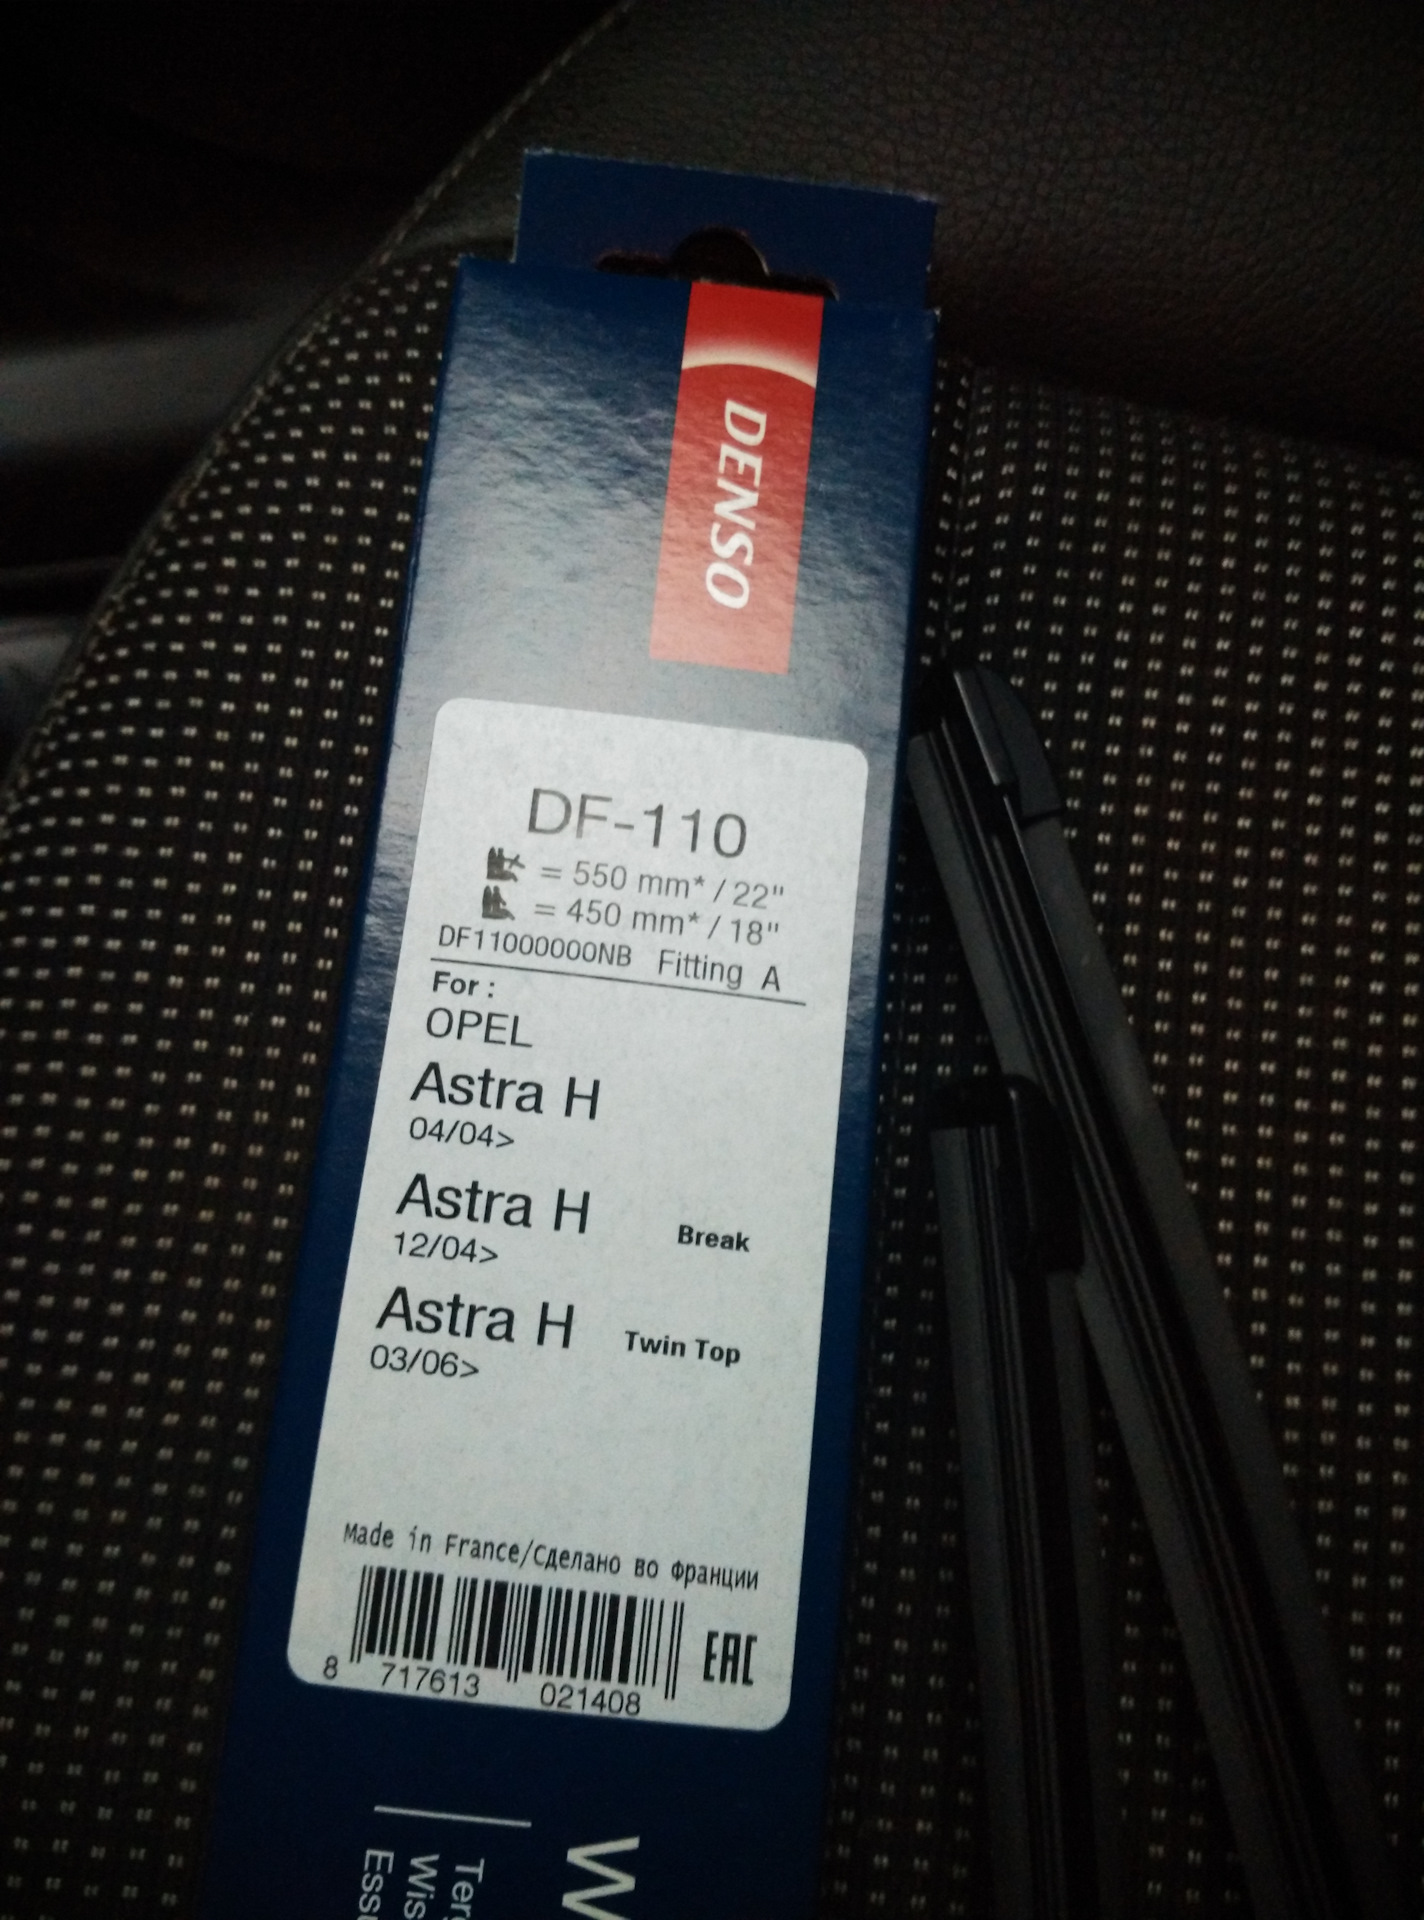 DENSO
DF-110
= 550 mm* / 22"
= 450 mm* / 18"
DF11000000NB Fitting A
For :
OPEL
Astra H
04/04>
Astra H Break
12/04>
Astra H Twin Top
03/06>
Made in France/Сделано во Франции
8 717613 021408
EAC